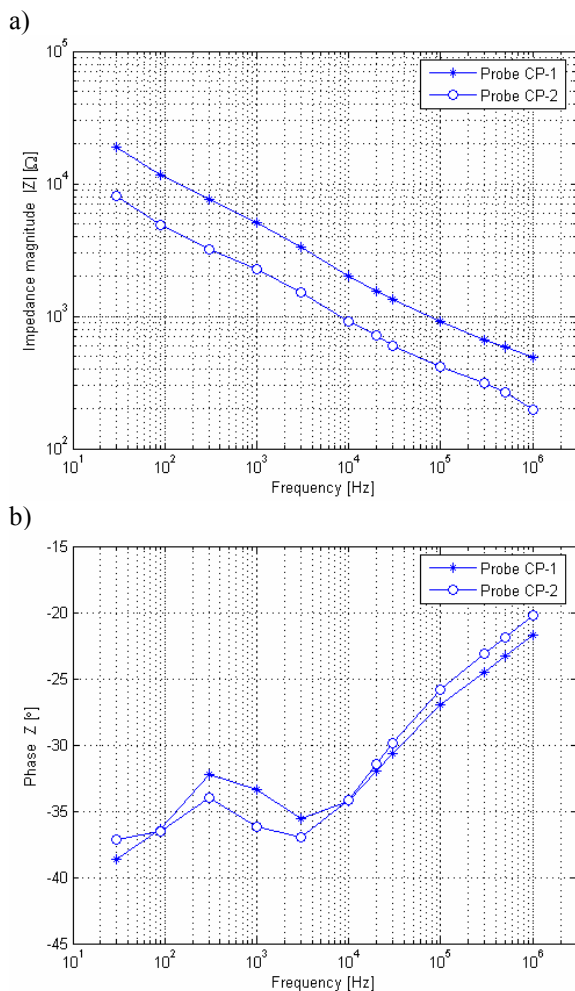 a)
10^5
10^4
10^3
10^2
Impedance magnitude |Z| [Ω]
Probe CP-1
Probe CP-2
10^1 10^2 10^3 10^4 10^5 10^6
Frequency [Hz]
b)
-15
-20
-25
-30
-35
-40
-45
Phase Z [°]
Probe CP-1
Probe CP-2
10^1 10^2 10^3 10^4 10^5 10^6
Frequency [Hz]